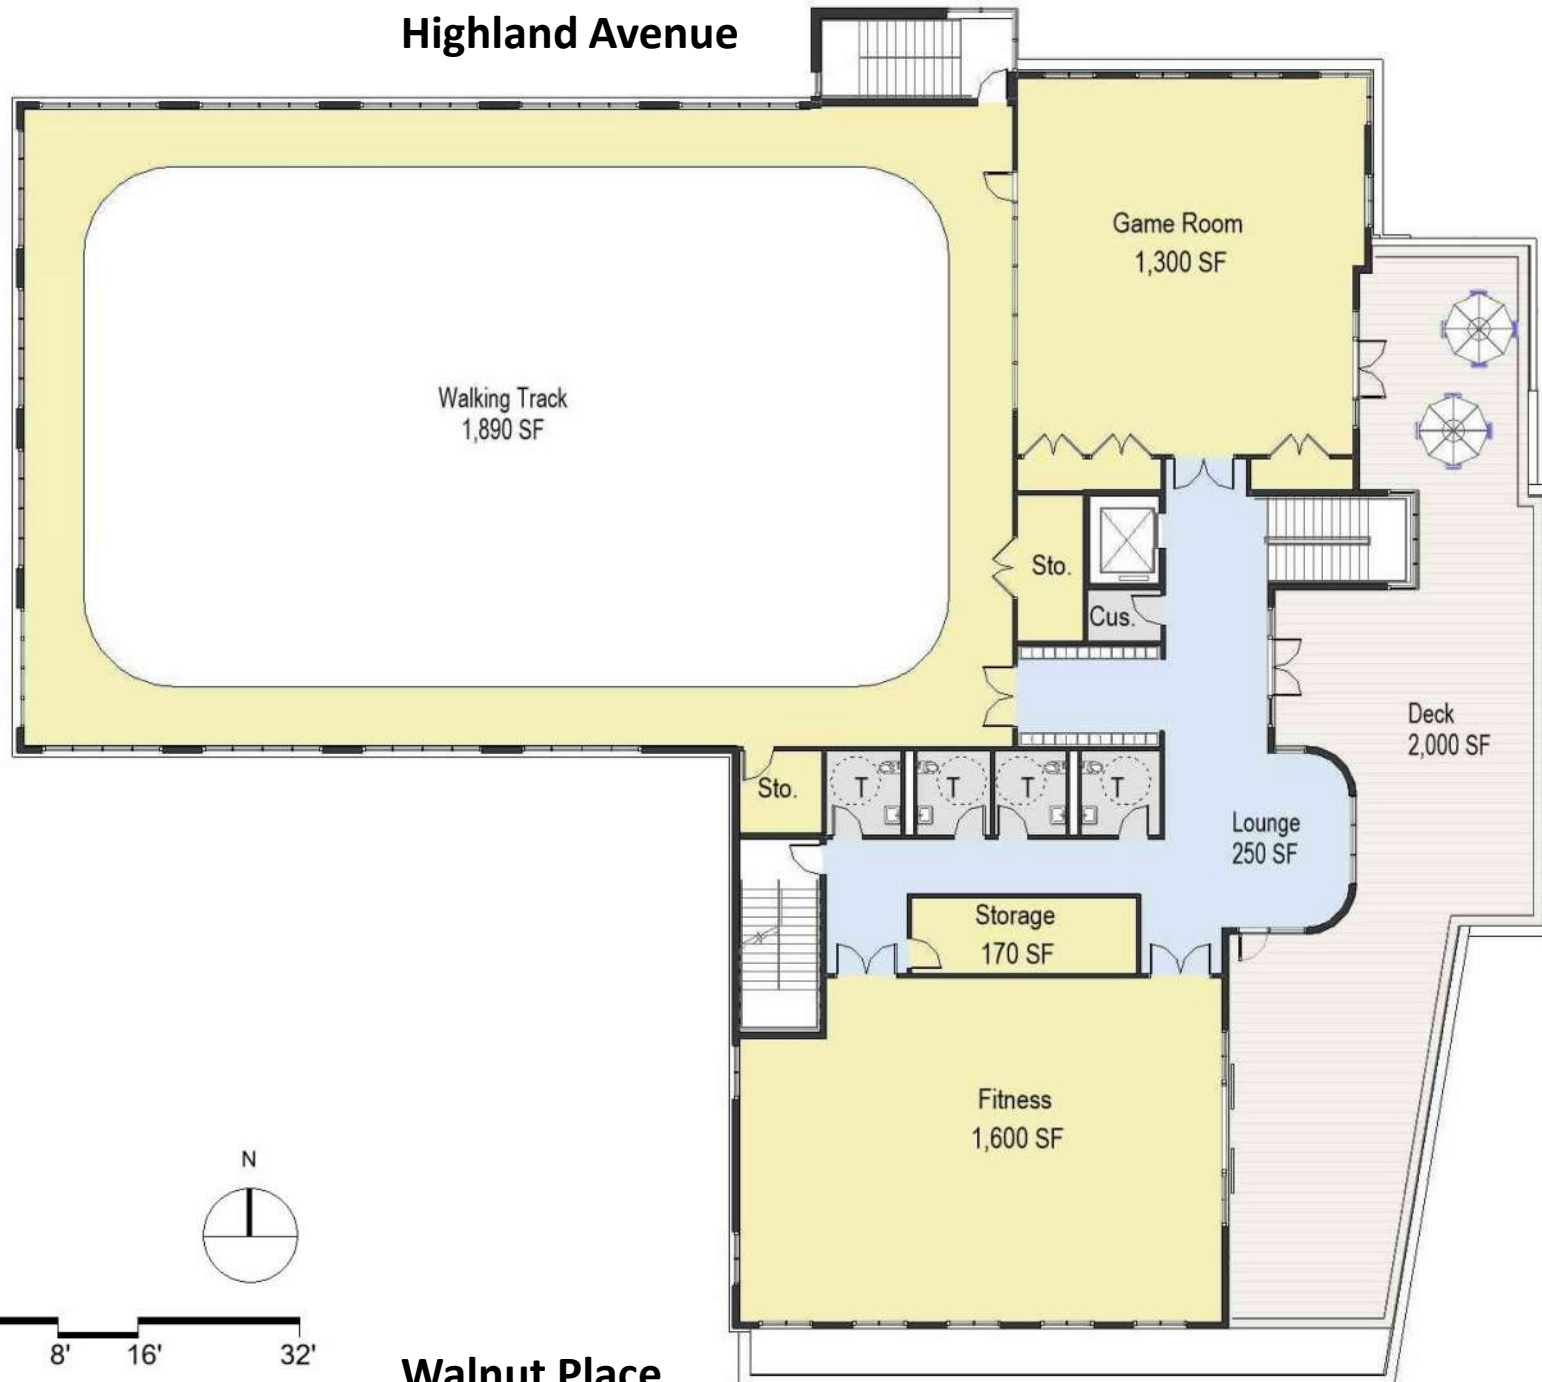 Highland Avenue
Game Room
1,300 SF
Walking Track
1,890 SF
Sto.
Cus.
Deck
2,000 SF
Sto.
T
T
T
T
Lounge
250 SF
Storage
170 SF
Fitness
1,600 SF
N
8' 16' 32'
Walnut Place